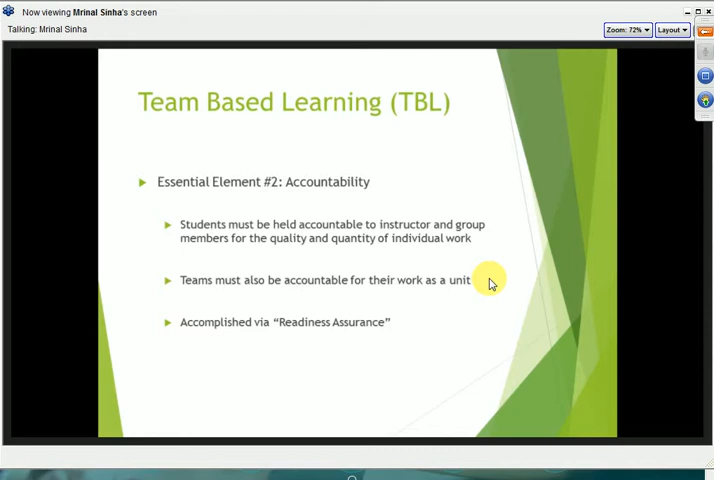 Now viewing Mrinal Sinha's screen
Talking: Mrinal Sinha
Zoom: 72%
Layout
Team Based Learning (TBL)
Essential Element #2: Accountability
Students must be held accountable to instructor and group
members for the quality and quantity of individual work
Teams must also be accountable for their work as a unit
Accomplished via “Readiness Assurance”